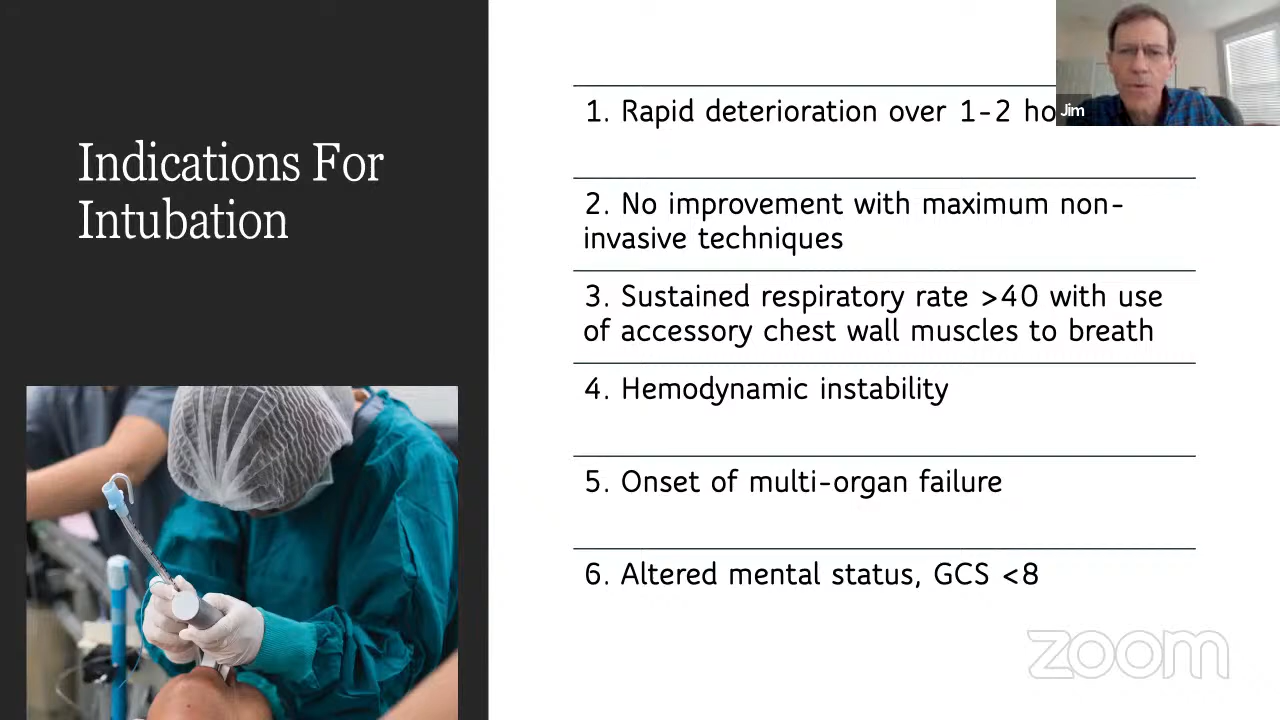 Indications For
Intubation
1. Rapid deterioration over 1-2
Jim
2. No improvement with maximum non-
invasive techniques
3. Sustained respiratory rate >40 with use
of accessory chest wall muscles to breath
4. Hemodynamic instability
5. Onset of multi-organ failure
6. Altered mental status, GCS <8
zoom